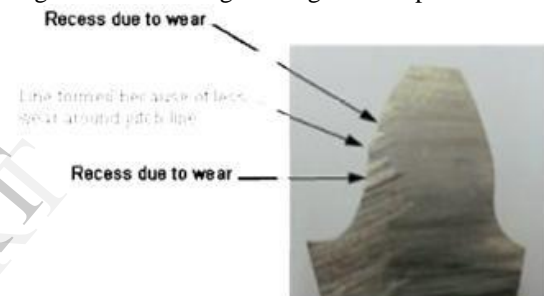 Recess due to wear
Line formed because of less
wear around pitch line
Recess due to wear